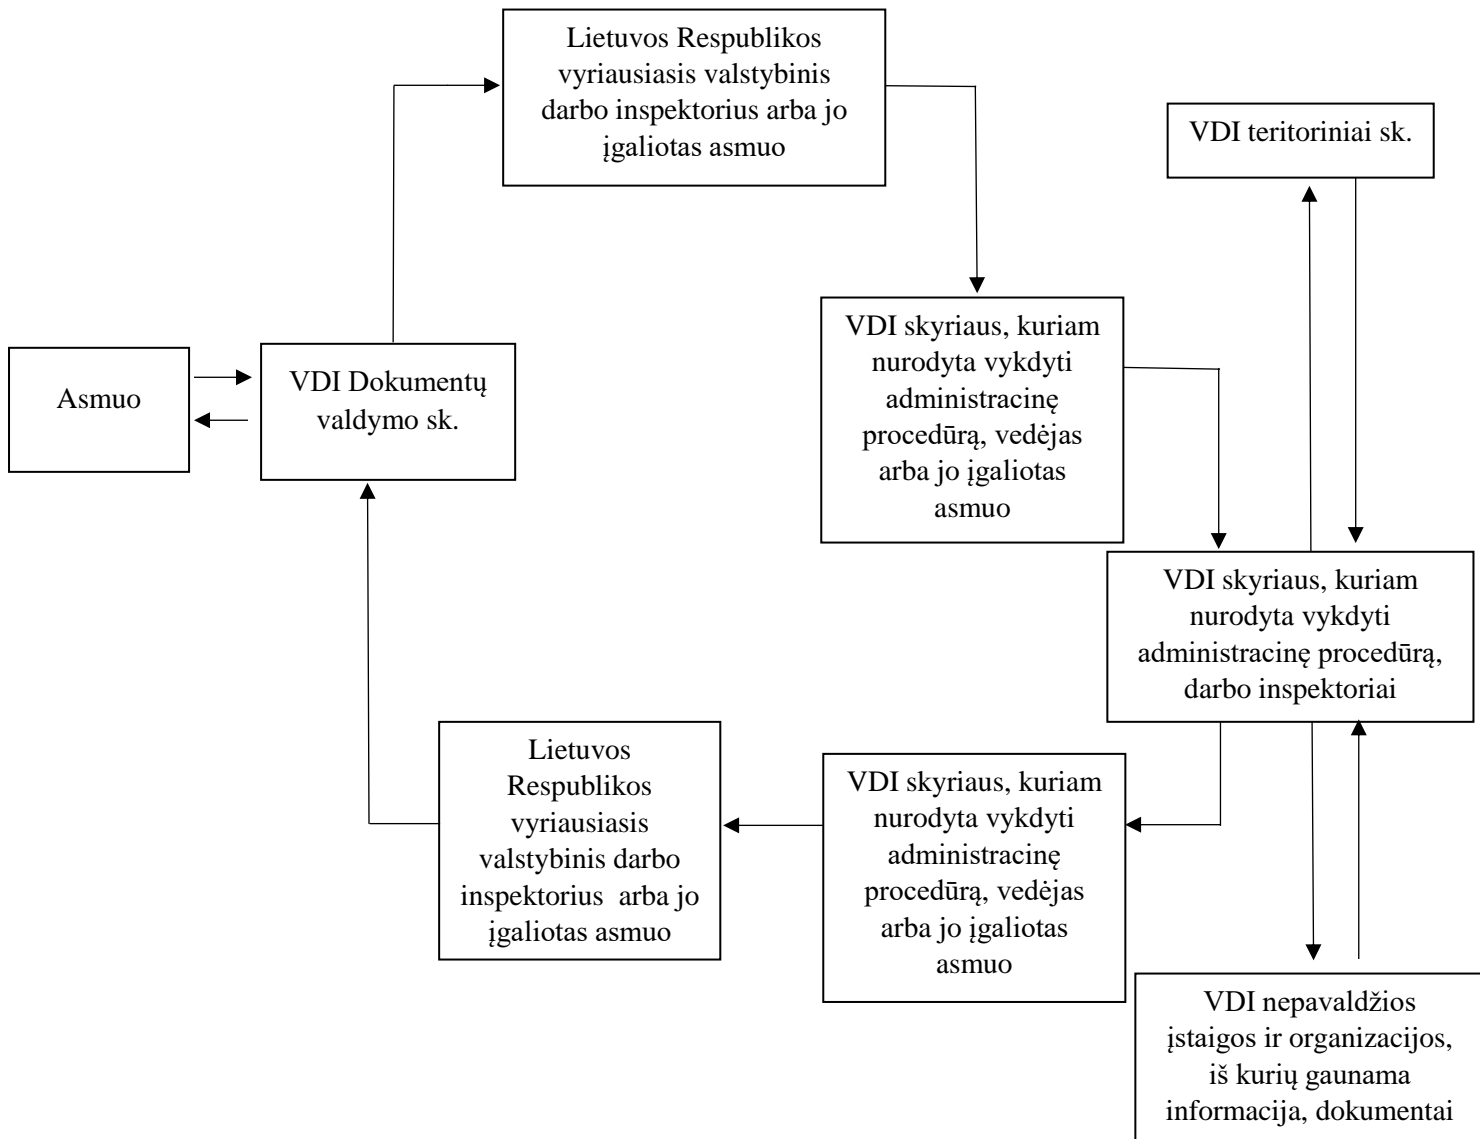 Lietuvos Respublikos
vyriausiasis valstybinis
darbo inspektorius arba jo
įgaliotas asmuo
VDI teritoriniai sk.
VDI skyriaus, kuriam
nurodyta vykdyti
administracinę
procedūrą, vedėjas
arba jo įgaliotas
asmuo
Asmuo
VDI Dokumentų
valdymo sk.
VDI skyriaus, kuriam
nurodyta vykdyti
administracinę procedūrą,
darbo inspektoriai
Lietuvos
Respublikos
vyriausiasis
valstybinis darbo
inspektorius arba jo
įgaliotas asmuo
VDI skyriaus, kuriam
nurodyta vykdyti
administracinę
procedūrą, vedėjas
arba jo įgaliotas
asmuo
VDI nepavaldžios
įstaigos ir organizacijos,
iš kurių gaunama
informacija, dokumentai